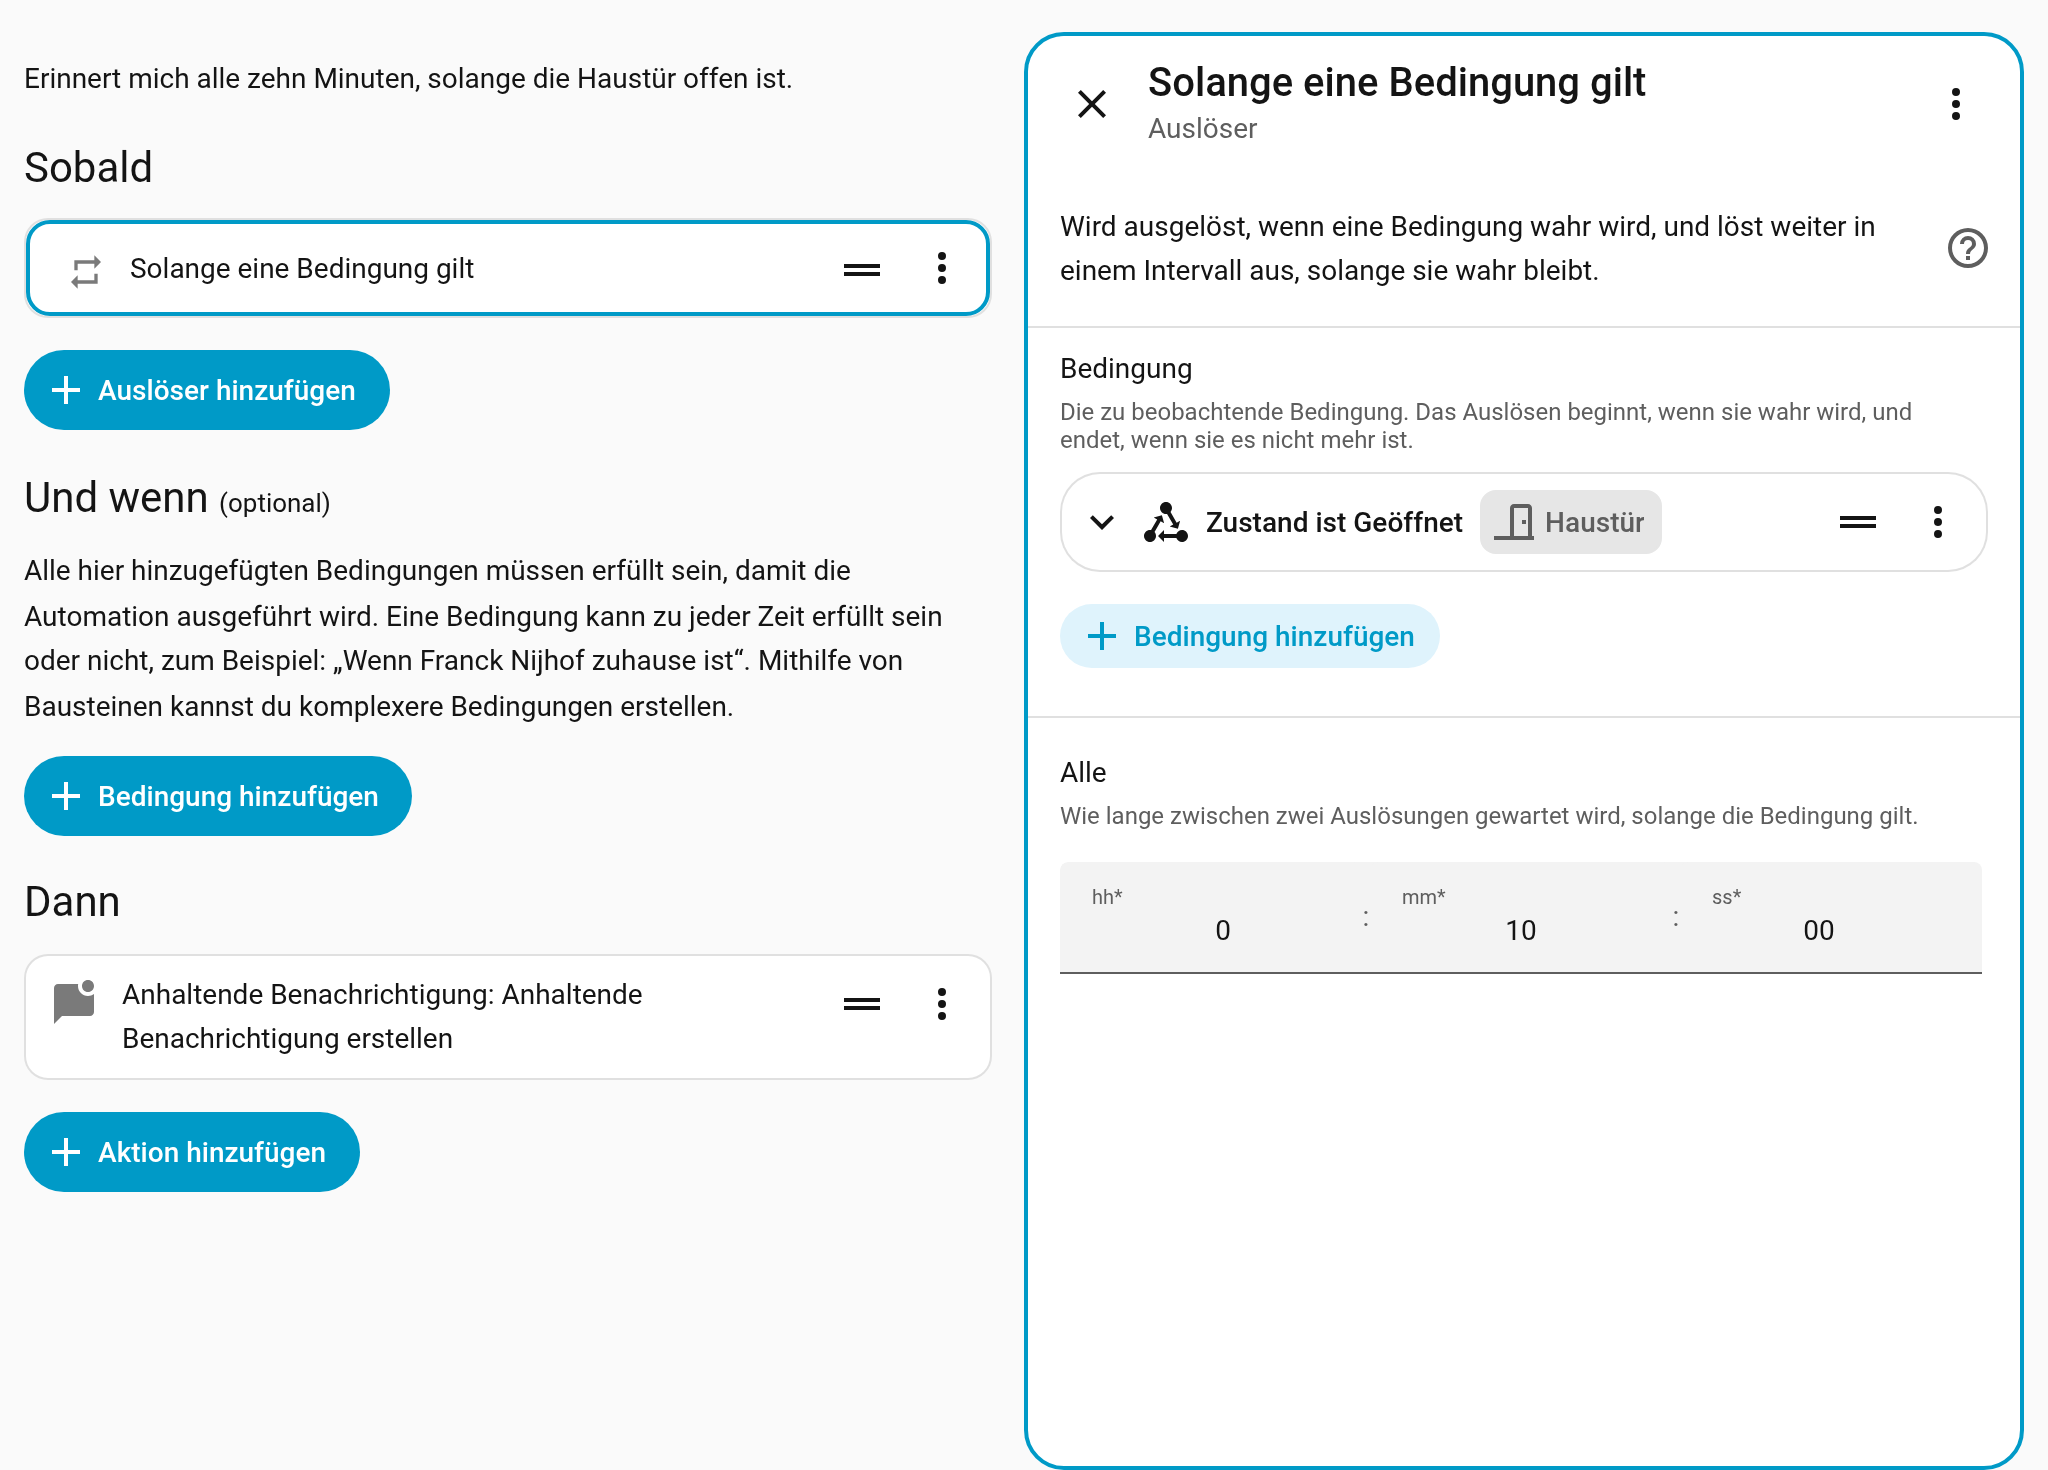 Erinnert mich alle zehn Minuten, solange die Haustür offen ist.
Sobald
Solange eine Bedingung gilt
Auslöser hinzufügen
Und wenn (optional)
Alle hier hinzugefügten Bedingungen müssen erfüllt sein, damit die
Automation ausgeführt wird. Eine Bedingung kann zu jeder Zeit erfüllt sein
oder nicht, zum Beispiel: „Wenn Franck Nijhof zuhause ist“. Mithilfe von
Bausteinen kannst du komplexere Bedingungen erstellen.
Bedingung hinzufügen
Dann
Anhaltende Benachrichtigung: Anhaltende
Benachrichtigung erstellen
Aktion hinzufügen
Solange eine Bedingung gilt
Auslöser
Wird ausgelöst, wenn eine Bedingung wahr wird, und löst weiter in
einem Intervall aus, solange sie wahr bleibt.
Bedingung
Die zu beobachtende Bedingung. Das Auslösen beginnt, wenn sie wahr wird, und
endet, wenn sie es nicht mehr ist.
Zustand ist Geöffnet Haustür
Bedingung hinzufügen
Alle
Wie lange zwischen zwei Auslösungen gewartet wird, solange die Bedingung gilt.
hh* mm* ss*
0 : 10 : 00